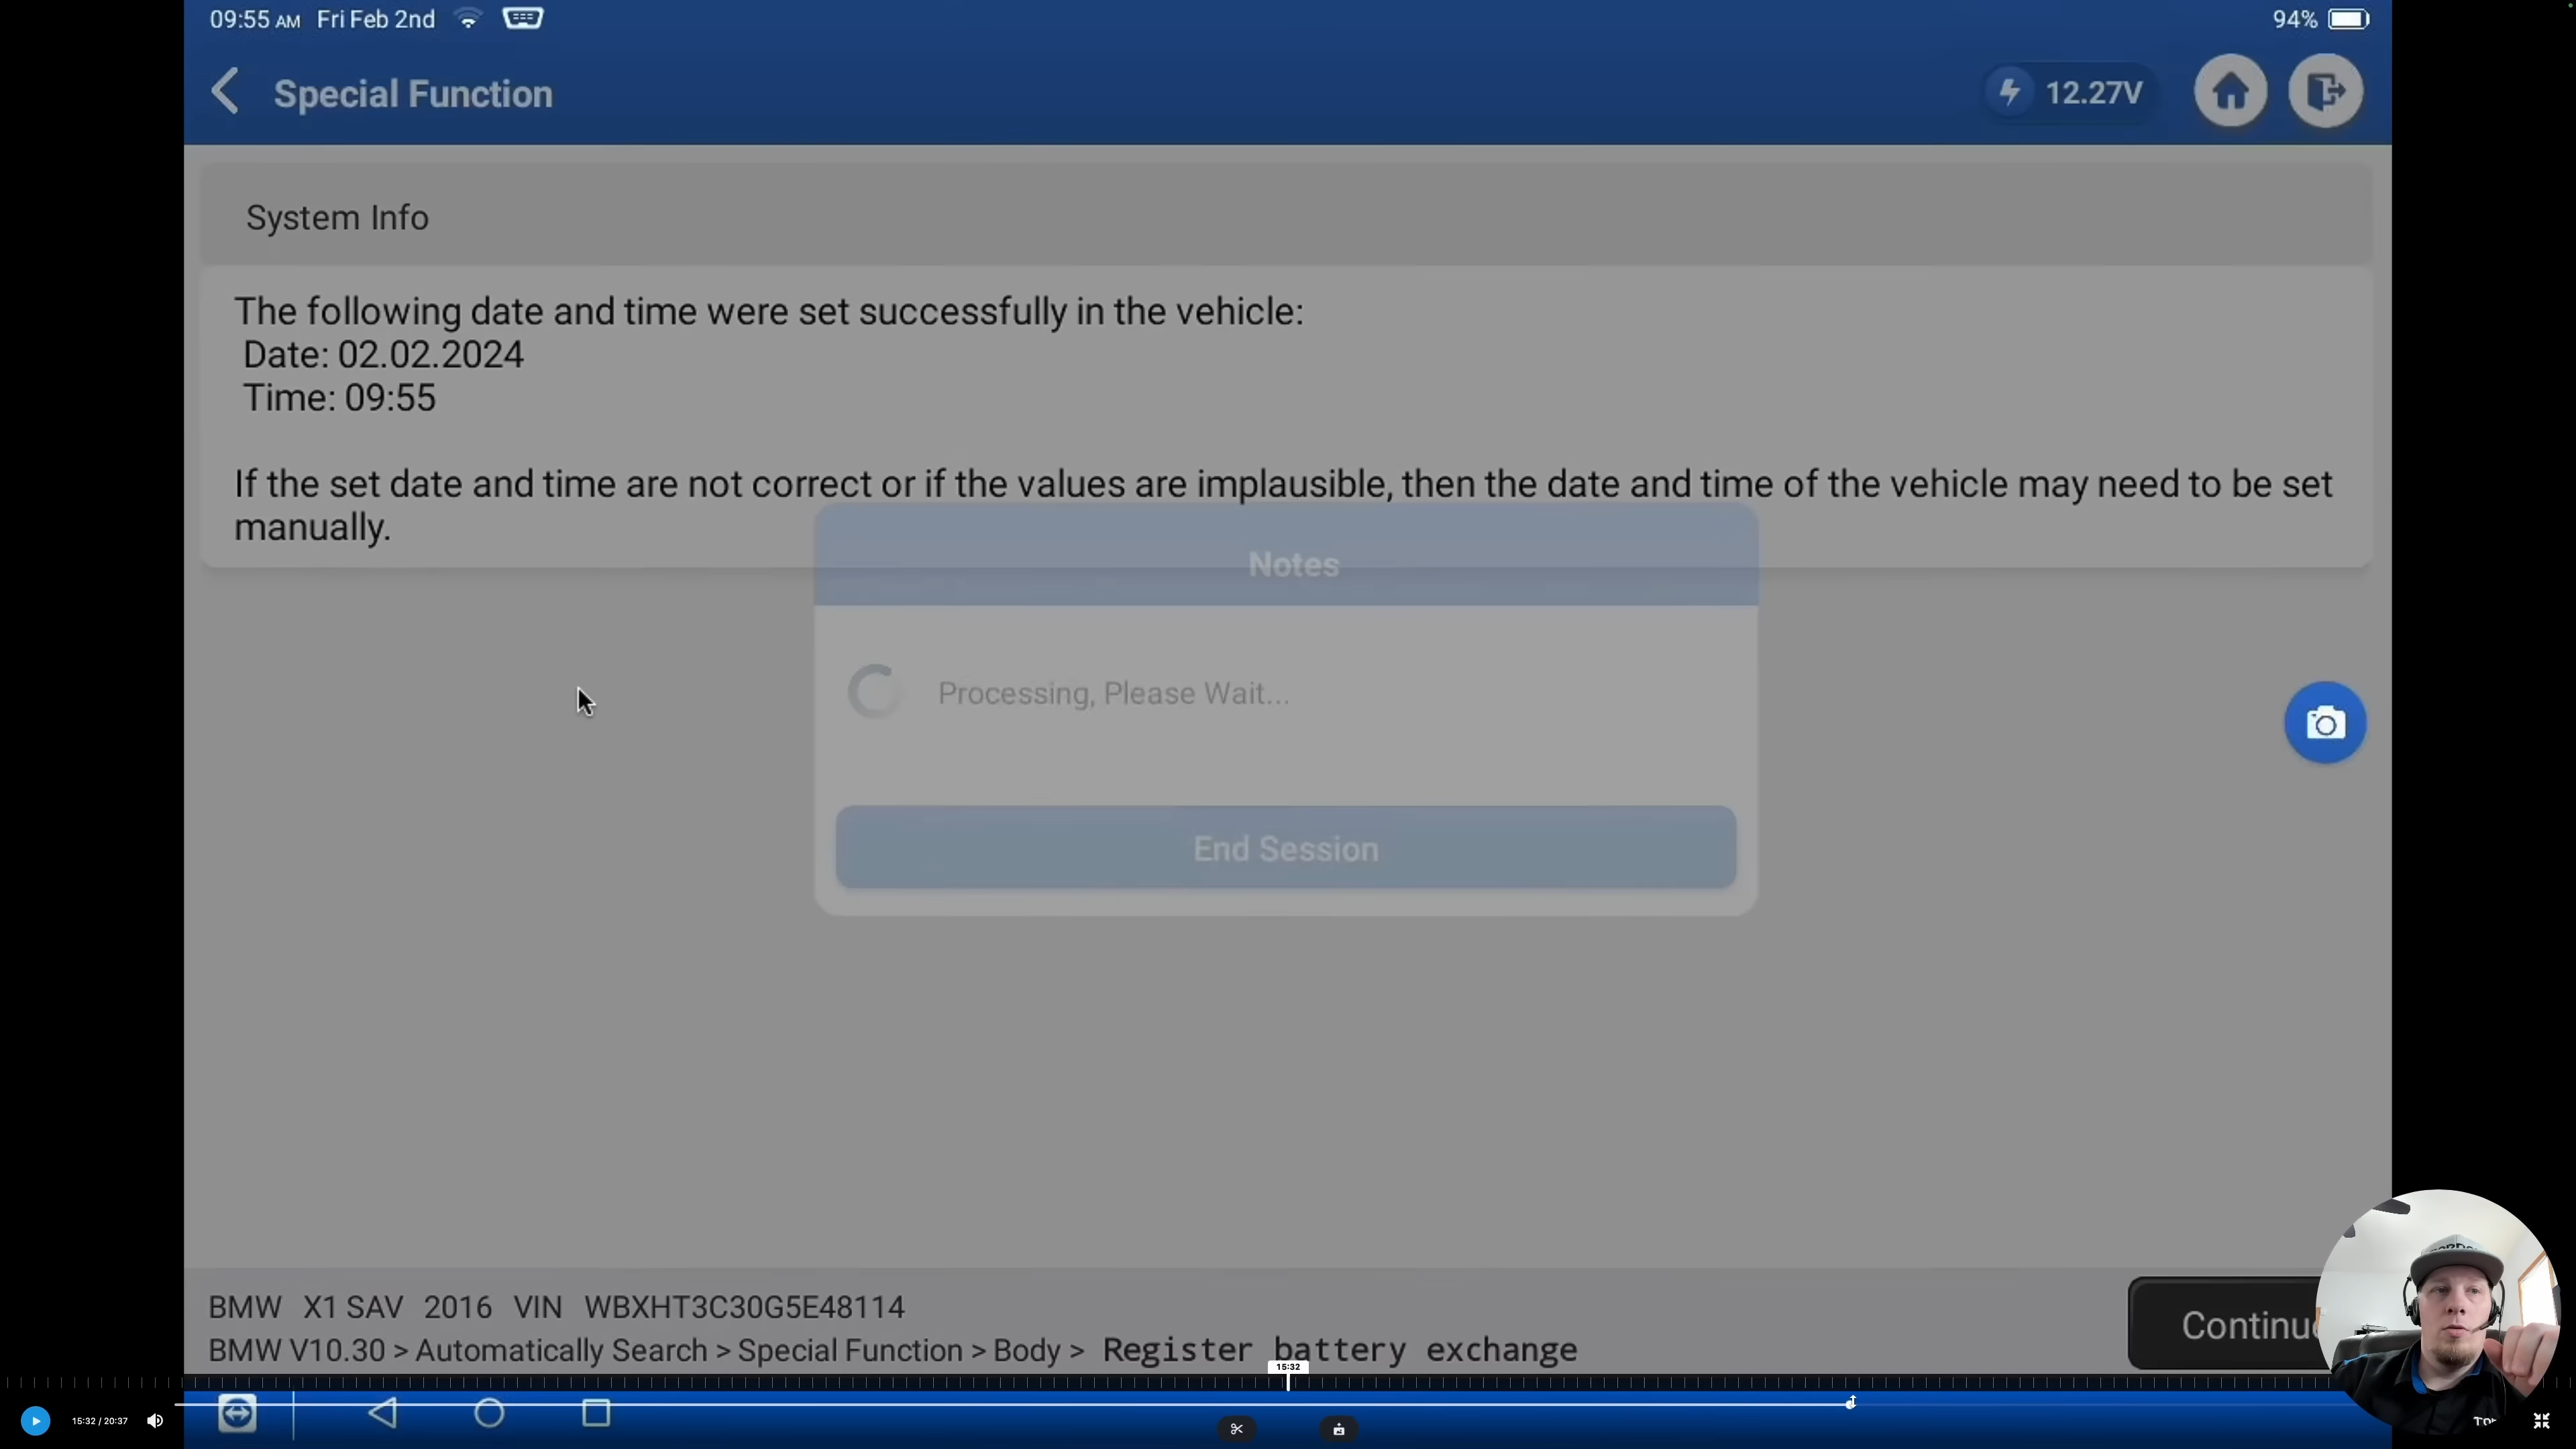 09:55 AM Fri Feb 2nd
94%
Special Function
12.27V
System Info
The following date and time were set successfully in the vehicle:
Date: 02.02.2024
Time: 09:55
If the set date and time are not correct or if the values are implausible, then the date and time of the vehicle may need to be set
manually.
Notes
Processing, Please Wait...
End Session
BMW X1 SAV 2016 VIN WBXHT3C30G5E48114
BMW V10.30 > Automatically Search > Special Function > Body > Register battery exchange
Continu
15:32
15:32 / 20:37